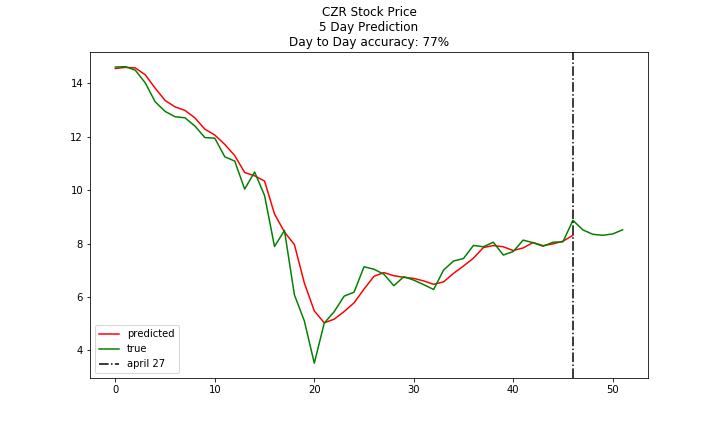 CZR Stock Price
5 Day Prediction
Day to Day accuracy: 77%
14
12
10
8
6
4
predicted
true
april 27
0 10 20 30 40 50